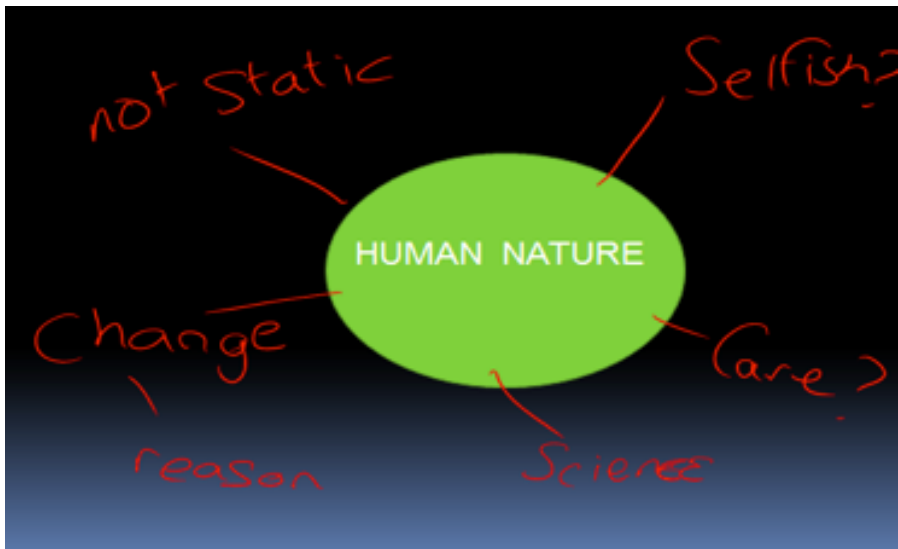 not static
Selfish?
HUMAN NATURE
Change
Care?
reason
Science